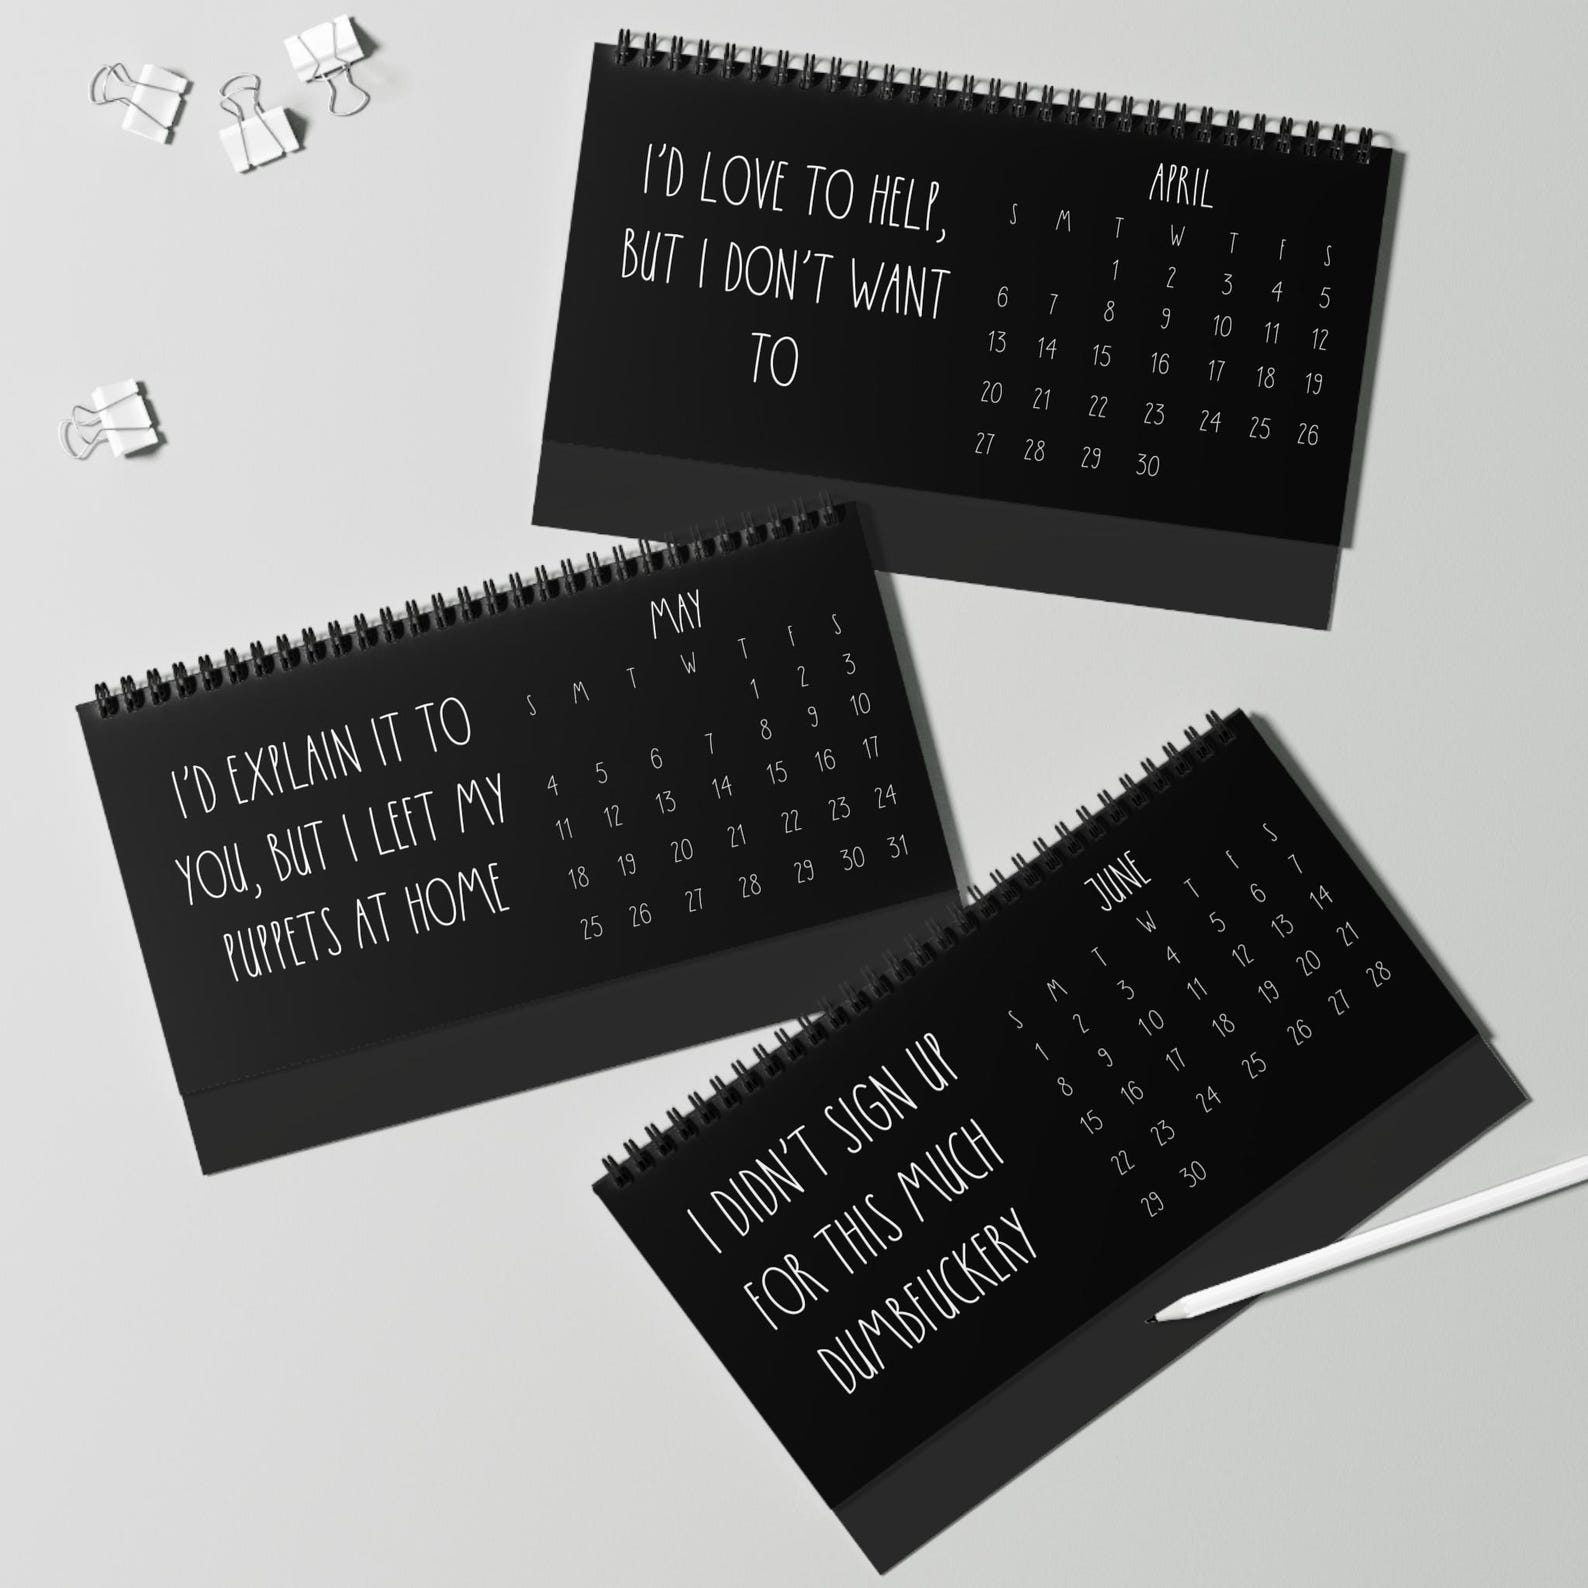 I'D LOVE TO HELP,
BUT I DON'T WANT
TO
APRIL
S M T W T F S
1 2 3 4 5
6 7 8 9 10 11 12
13 14 15 16 17 18 19
20 21 22 23 24 25 26
27 28 29 30
I'D EXPLAIN IT TO
YOU, BUT I LEFT MY
PUPPETS AT HOME
MAY
S M T W T F S
1 2 3
4 5 6 7 8 9 10
11 12 13 14 15 16 17
18 19 20 21 22 23 24
25 26 27 28 29 30 31
I DIDN'T SIGN UP
FOR THIS MUCH
DUMBFUCKERY
JUNE
S M T W T F S
1 2 3 4 5 6 7
8 9 10 11 12 13 14
15 16 17 18 19 20 21
22 23 24 25 26 27 28
29 30